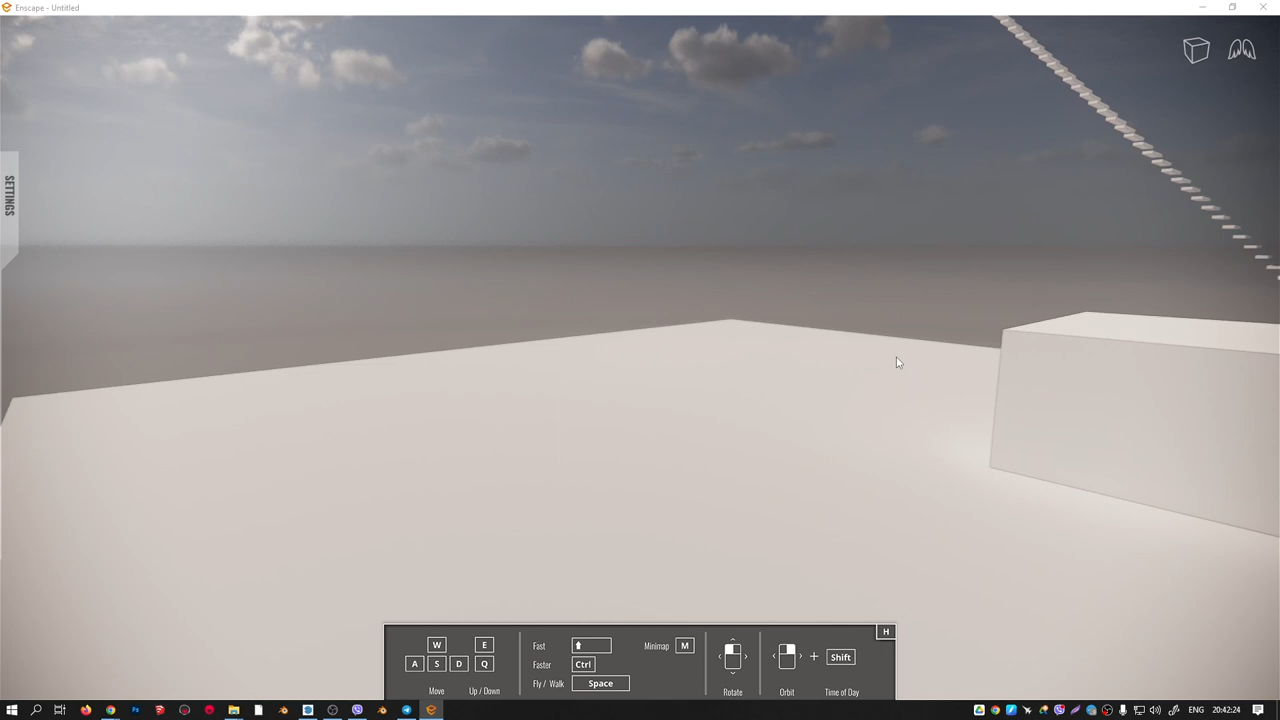 Enscape - Untitled
SETTINGS
H
W E
A S D Q
Move Up / Down
Fast
Faster Ctrl
Fly / Walk Space
Minimap M
Rotate
+ Shift
Orbit Time of Day
ENG 20:42:24